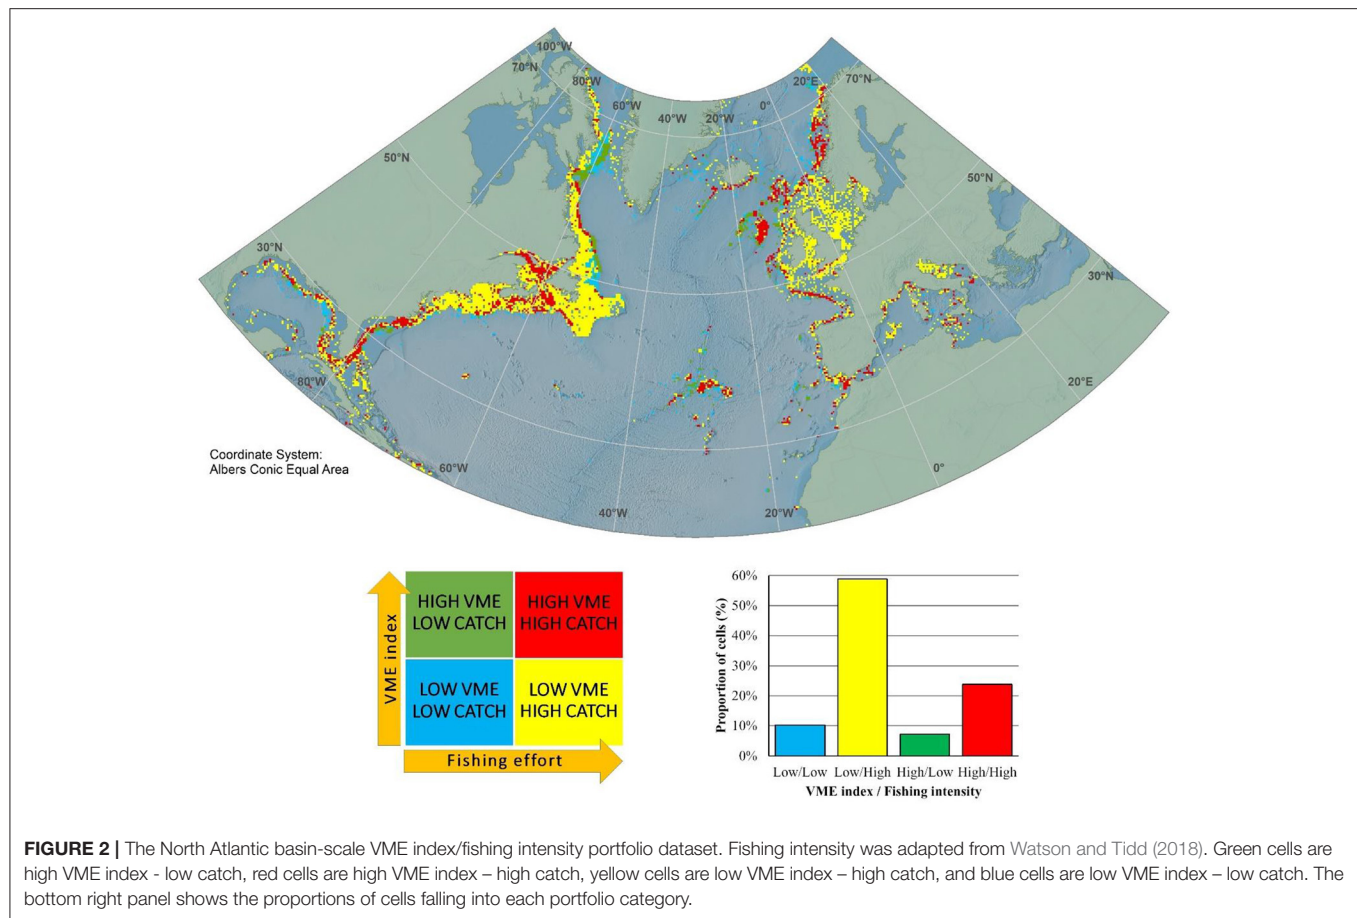 100°W
70°N
80°W
60°W
40°W
20°W
0°
20°E
70°N
50°N
50°N
30°N
30°N
80°W
20°E
60°W
0°
40°W
20°W
Coordinate System:
Albers Conic Equal Area
VME index
HIGH VME
LOW CATCH
HIGH VME
HIGH CATCH
LOW VME
LOW CATCH
LOW VME
HIGH CATCH
Fishing effort
Proportion of cells (%)
60%
50%
40%
30%
20%
10%
0%
Low/Low Low/High High/Low High/High
VME index / Fishing intensity
FIGURE 2 | The North Atlantic basin-scale VME index/fishing intensity portfolio dataset. Fishing intensity was adapted from Watson and Tidd (2018). Green cells are
high VME index - low catch, red cells are high VME index – high catch, yellow cells are low VME index – high catch, and blue cells are low VME index – low catch. The
bottom right panel shows the proportions of cells falling into each portfolio category.